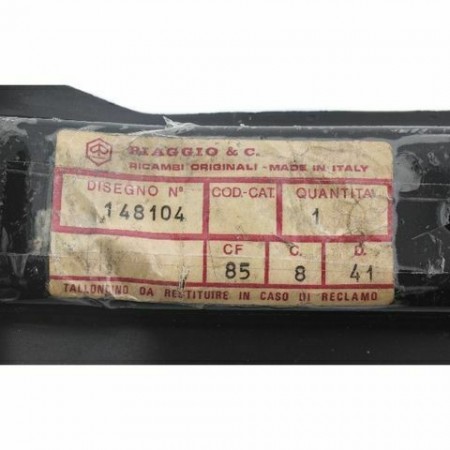 PIAGGIO & C.
RICAMBI ORIGINALI - MADE IN ITALY
DISEGNO Nº COD.-CAT. QUANTITA'
148104 1
CF C. D.
85 8 41
TALLONCINO DA RESTITUIRE IN CASO DI RECLAMO